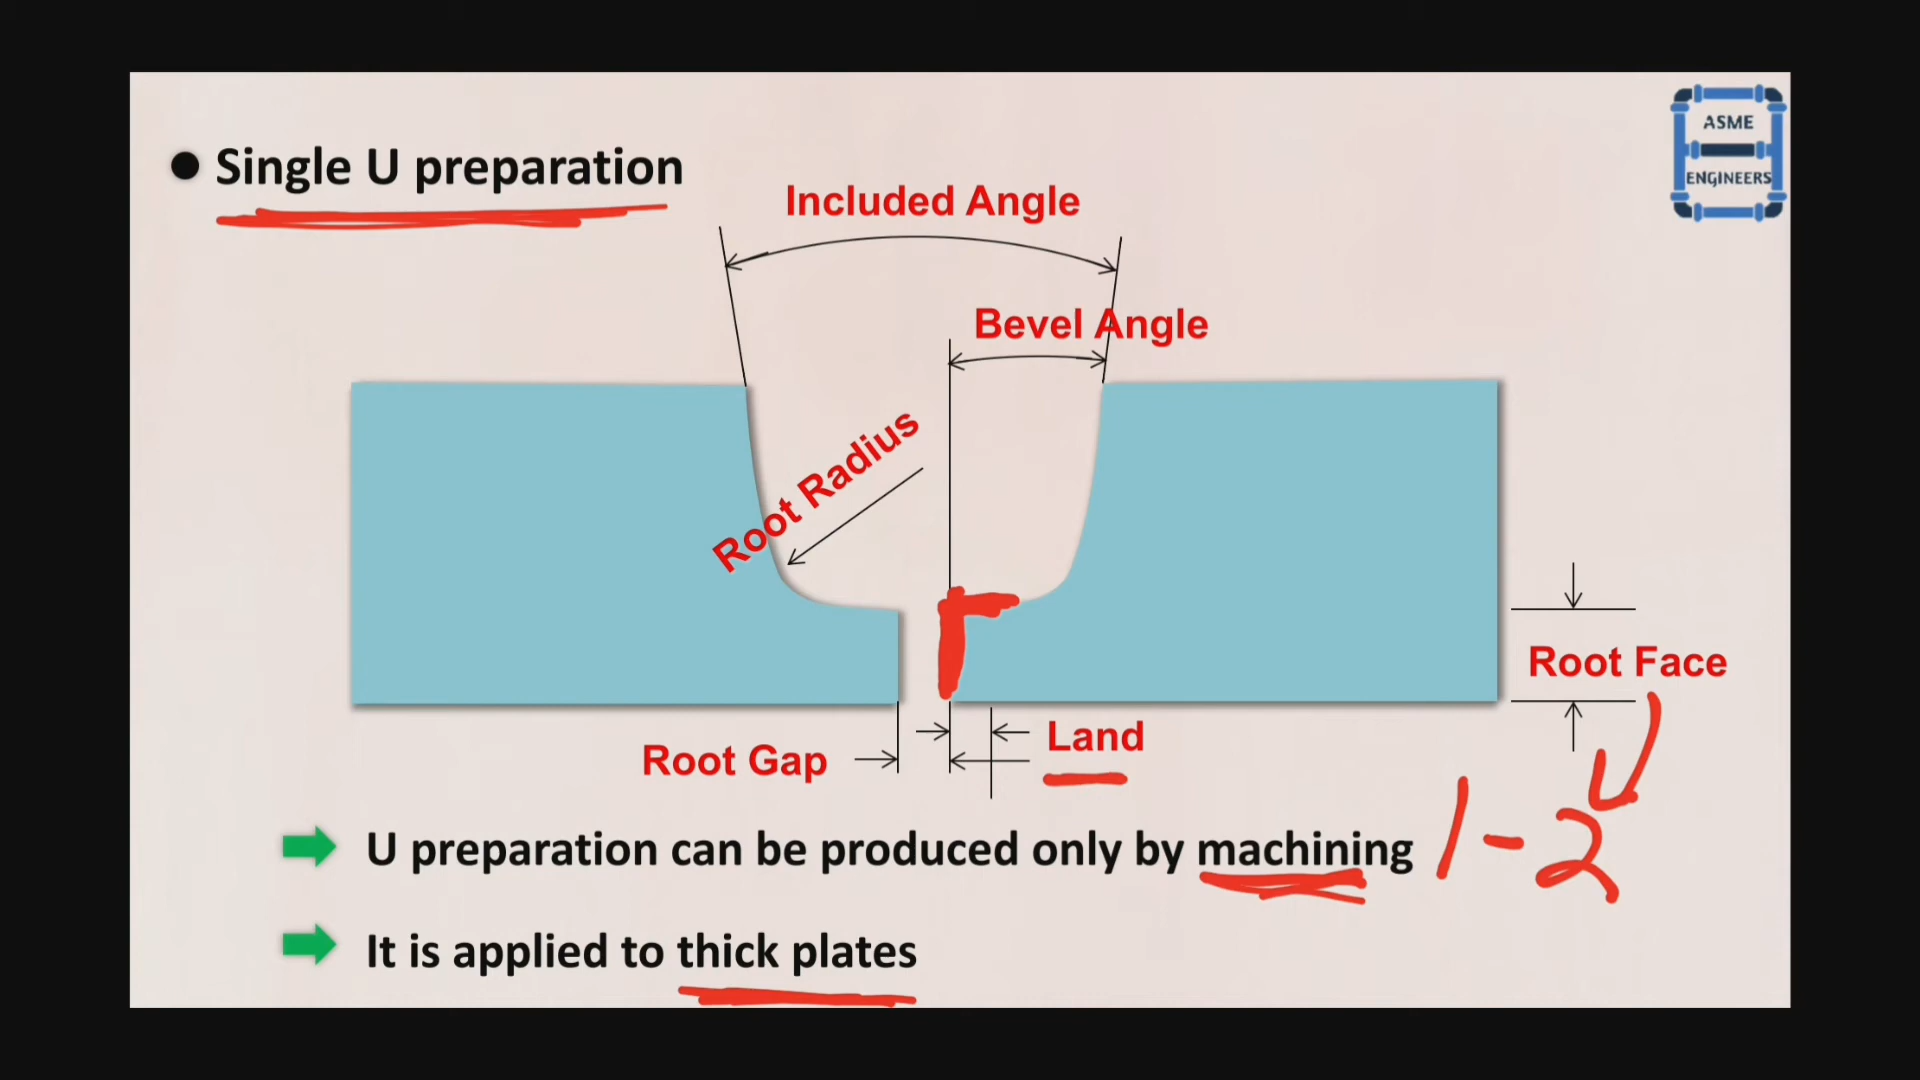 ASME
ENGINEERS
Single U preparation
Included Angle
Bevel Angle
Root Radius
Root Face
Land
Root Gap
U preparation can be produced only by machining
1-2
It is applied to thick plates